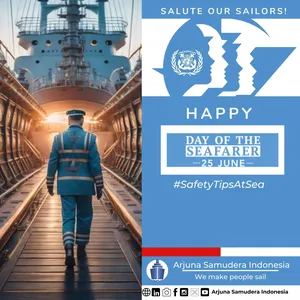 SALUTE OUR SAILORS!
HAPPY
DAY OF THE
SEAFARER
25 JUNE
#SafetyTipsAtSea
Arjuna Samudera Indonesia
We make people sail
Arjuna Samudera Indonesia